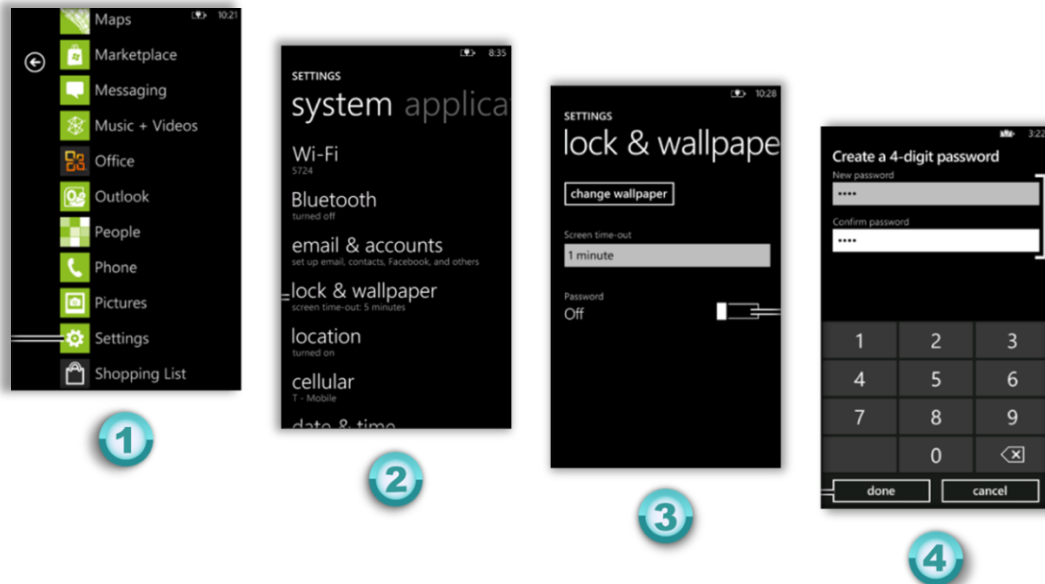 10:21
Maps
Marketplace
Messaging
Music + Videos
Office
Outlook
People
Phone
Pictures
Settings
Shopping List
1
8:35
SETTINGS
system applica
Wi-Fi
5724
Bluetooth
turned off
email & accounts
set up email, contacts, Facebook, and others
lock & wallpaper
screen time-out: 5 minutes
location
turned on
cellular
T - Mobile
date & time
2
10:28
SETTINGS
lock & wallpape
change wallpaper
Screen time-out
1 minute
Password
Off
3
3:22
Create a 4-digit password
New password
••••
Confirm password
••••
1 2 3
4 5 6
7 8 9
0
done cancel
4